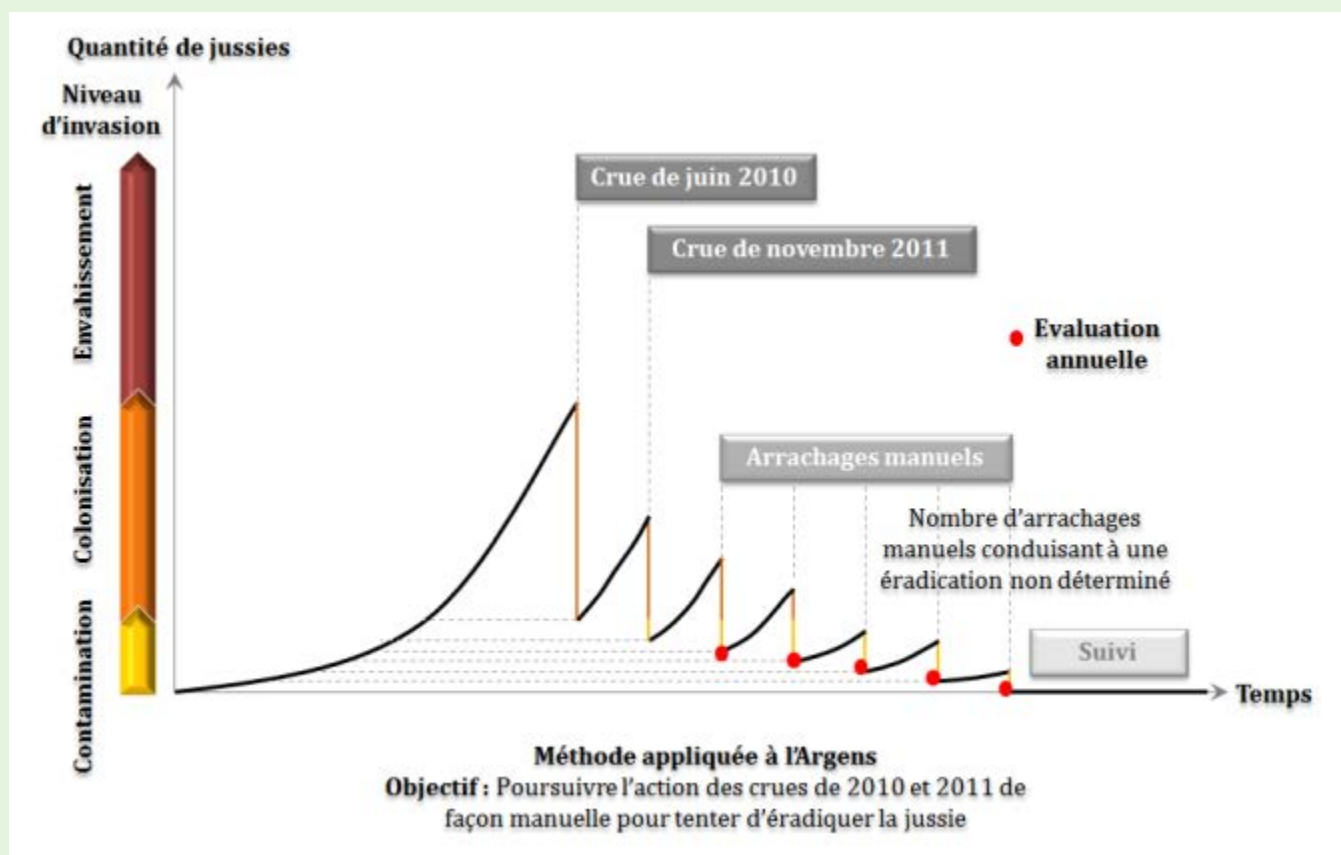 Quantité de jussies
Niveau
d'invasion
Envahissement
Colonisation
Contamination
Crue de juin 2010
Crue de novembre 2011
Evaluation
annuelle
Arrachages manuels
Nombre d'arrachages
manuels conduisant à une
éradication non déterminé
Suivi
Temps
Méthode appliquée à l'Argens
Objectif : Poursuivre l'action des crues de 2010 et 2011 de
façon manuelle pour tenter d'éradiquer la jussie